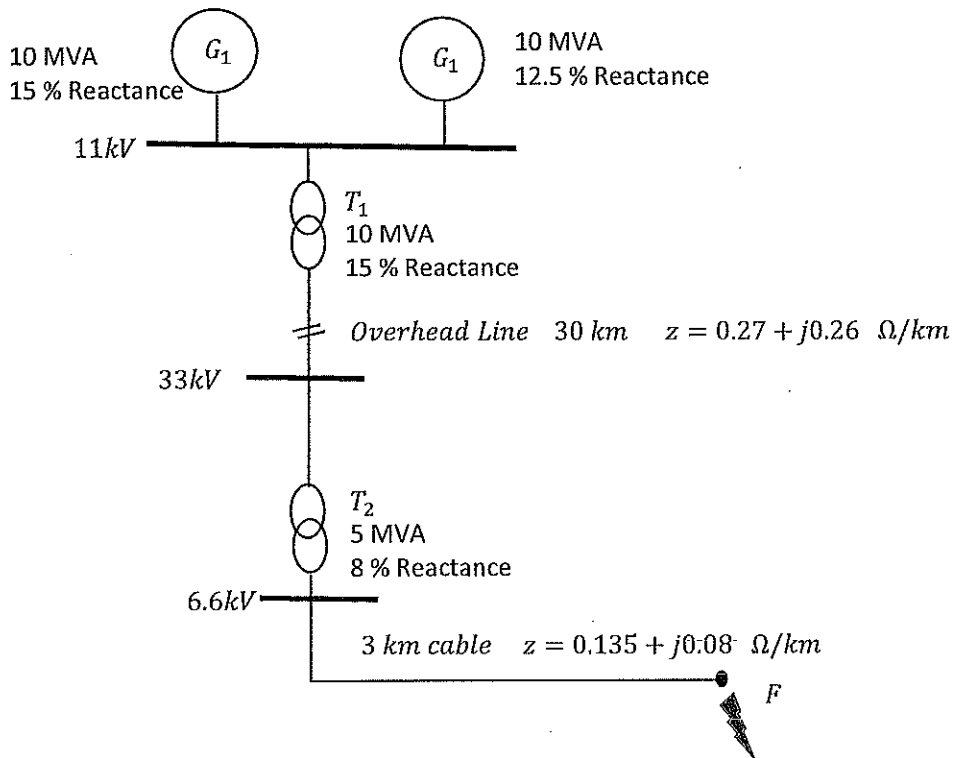 10 MVA
15 % Reactance
G₁
G₁
10 MVA
12.5 % Reactance
11kV
T₁
10 MVA
15 % Reactance
Overhead Line 30 km z = 0.27 + j0.26 Ω/km
33kV
T₂
5 MVA
8 % Reactance
6.6kV
3 km cable z = 0.135 + j0.08 Ω/km
F